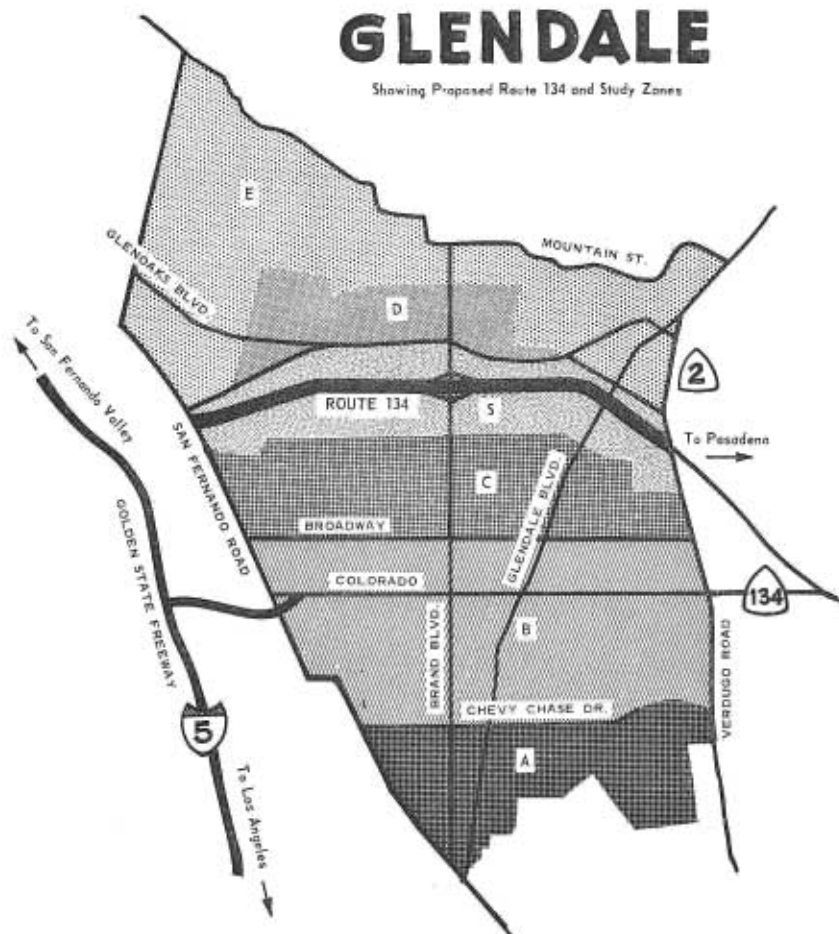 GLENDALE
Showing Proposed Route 134 and Study Zones
E
MOUNTAIN ST.
GLENOAKS BLVD.
D
To San Fernando Valley
2
ROUTE 134
S
To Pasadena
SAN FERNANDO ROAD
C
GLENDALE BLVD.
BROADWAY
GOLDEN STATE FREEWAY
COLORADO
134
B
BRAND BLVD.
VERDUGO ROAD
CHEVY CHASE DR.
5
A
To Los Angeles